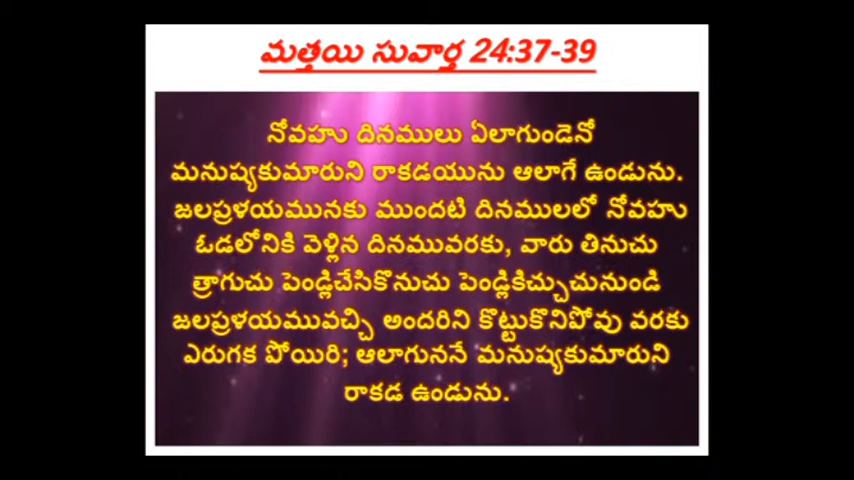 మత్తయి సువార్త 24:37-39
నోవహు దినములు ఏలాగుండెనో
మనుష్యకుమారుని రాకడయును ఆలాగే ఉండును.
జలప్రళయమునకు ముందటి దినములలో నోవహు
ఓడలోనికి వెళ్లిన దినమువరకు, వారు తినుచు
త్రాగుచు పెండ్లిచేసికొనుచు పెండ్లికిచ్చుచునుండి
జలప్రళయమువచ్చి అందరిని కొట్టుకొనిపోవు వరకు
ఎరుగక పోయిరి; ఆలాగుననే మనుష్యకుమారుని
రాకడ ఉండును.